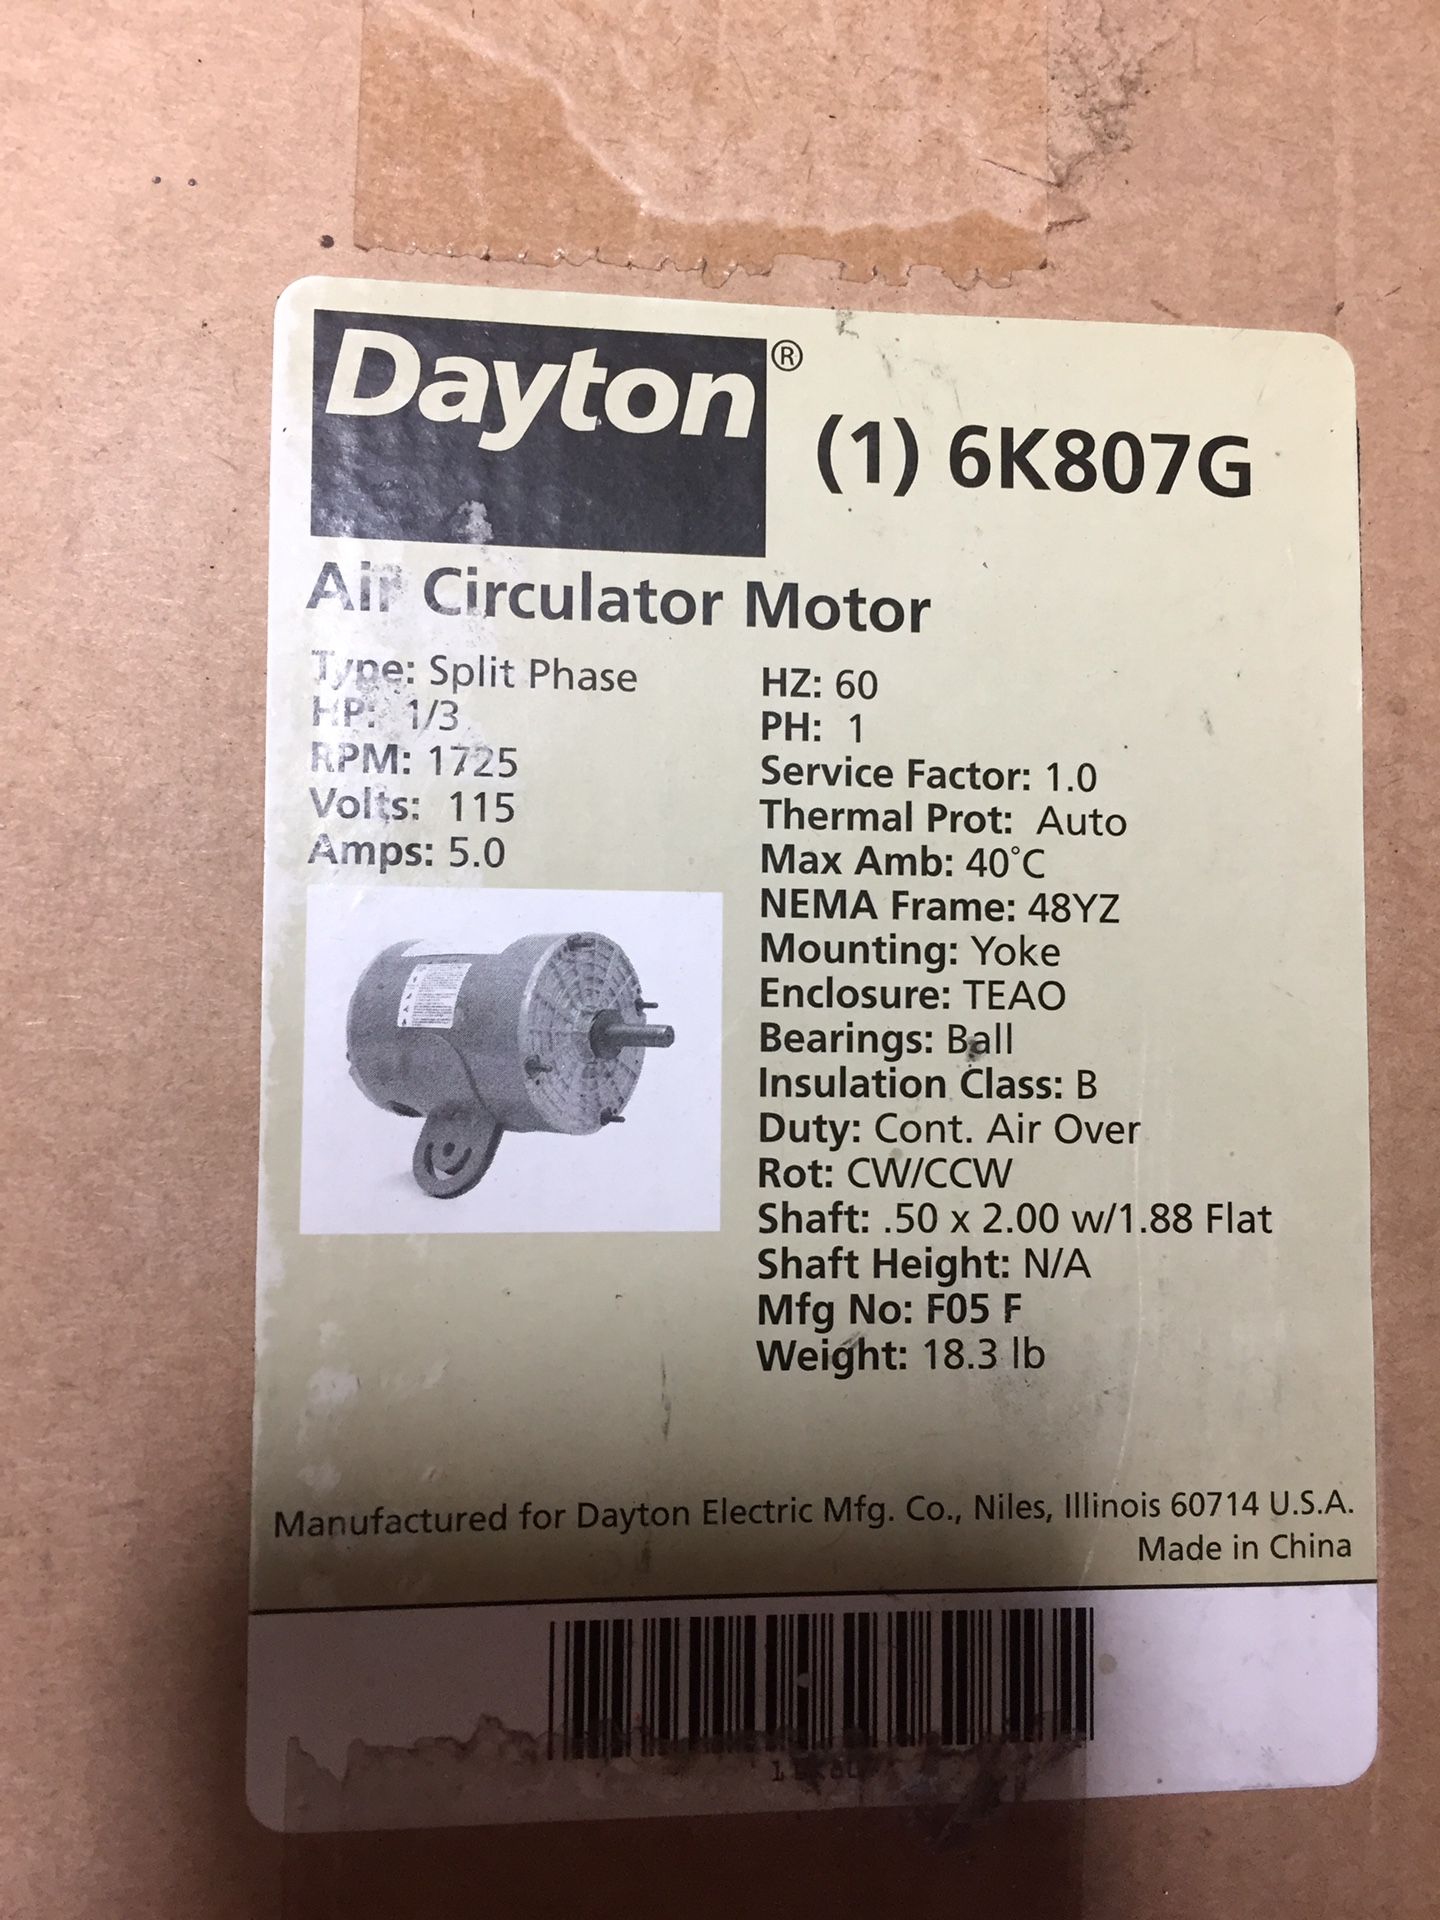 Dayton®
(1) 6K807G
Air Circulator Motor
Type: Split Phase
HP: 1/3
RPM: 1725
Volts: 115
Amps: 5.0
HZ: 60
PH: 1
Service Factor: 1.0
Thermal Prot: Auto
Max Amb: 40°C
NEMA Frame: 48YZ
Mounting: Yoke
Enclosure: TEAO
Bearings: Ball
Insulation Class: B
Duty: Cont. Air Over
Rot: CW/CCW
Shaft: .50 x 2.00 w/1.88 Flat
Shaft Height: N/A
Mfg No: F05 F
Weight: 18.3 lb
Manufactured for Dayton Electric Mfg. Co., Niles, Illinois 60714 U.S.A.
Made in China